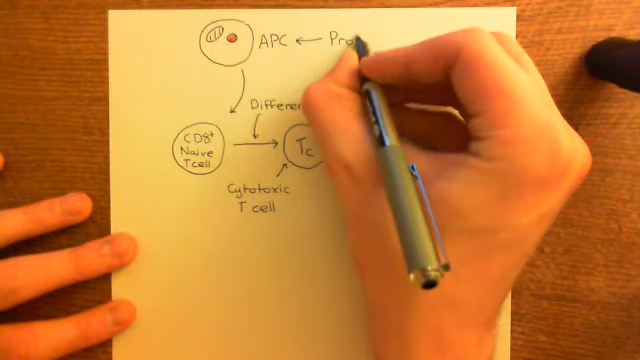 APC ← Pro
Differen
CD8+
Naive
T cell
Tc
Cytotoxic
T cell